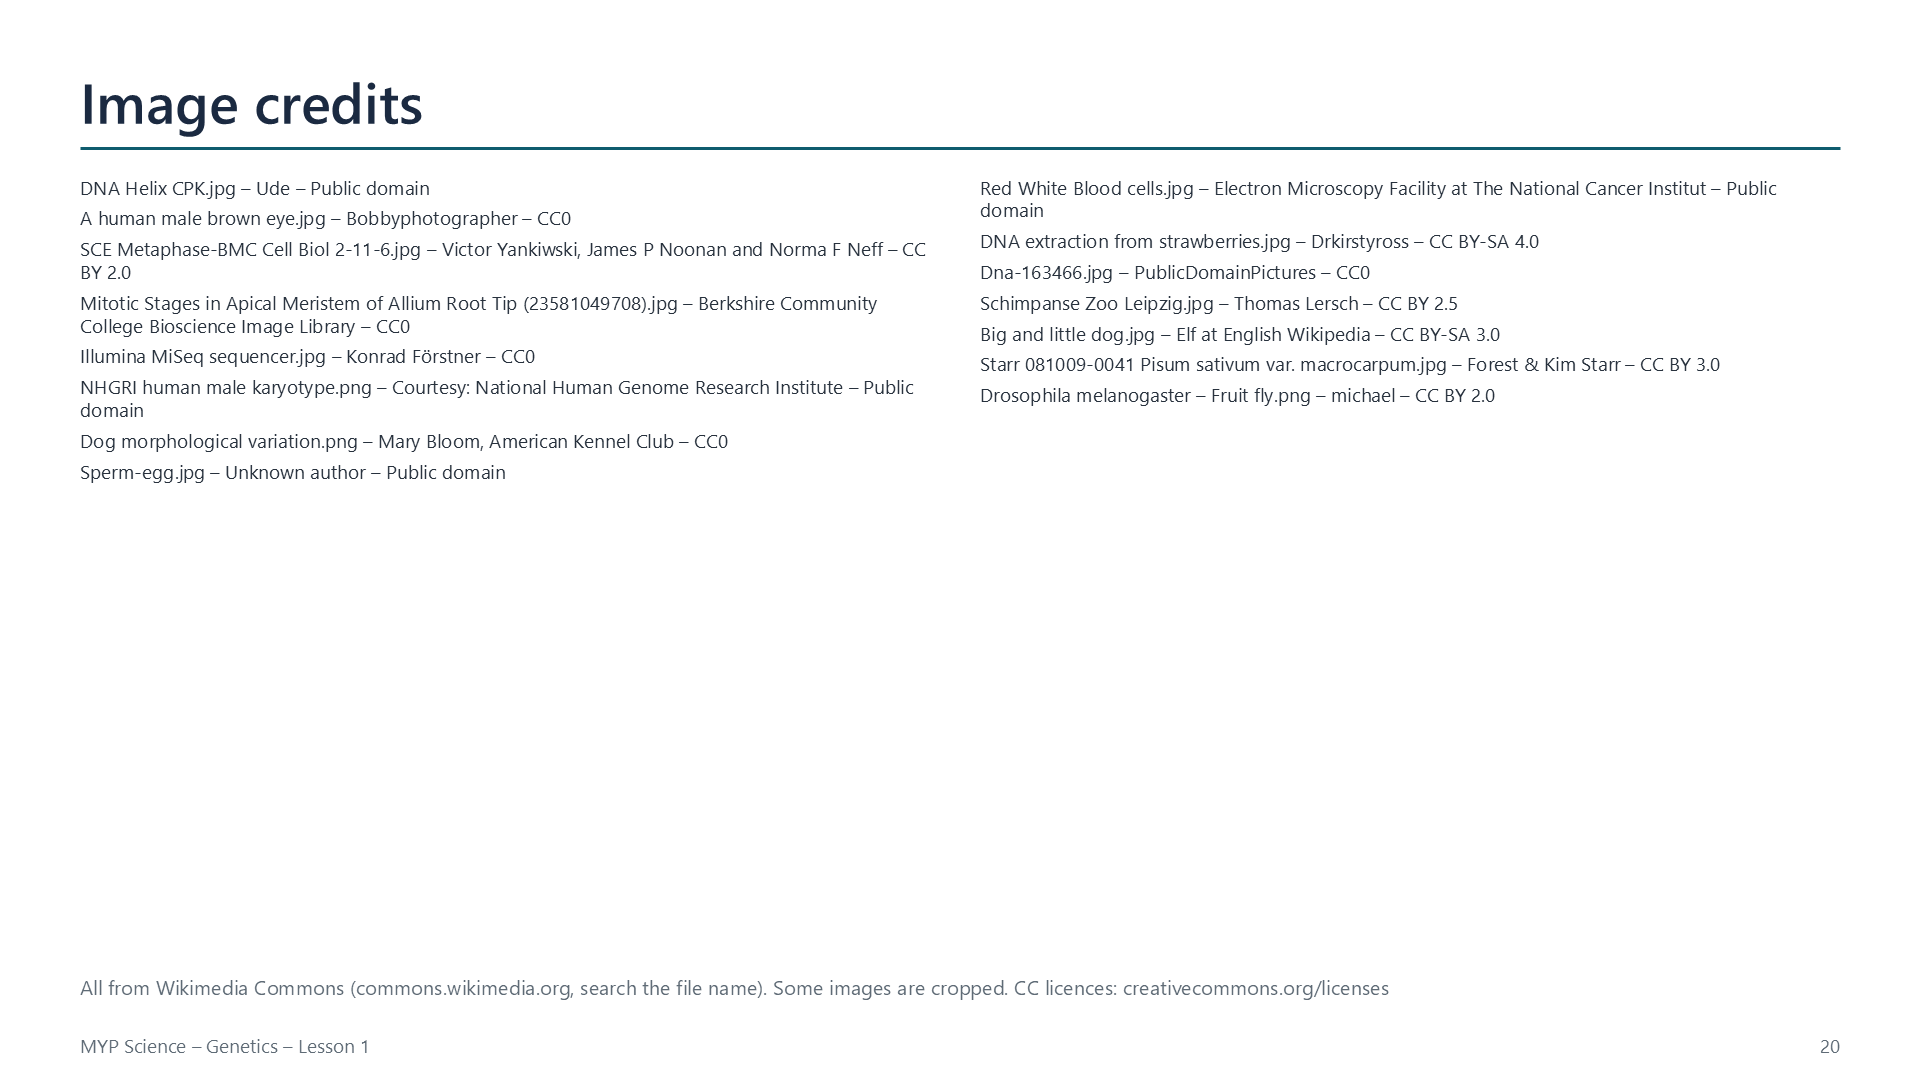 Image credits
DNA Helix CPK.jpg – Ude – Public domain
A human male brown eye.jpg – Bobbyphotographer – CC0
SCE Metaphase-BMC Cell Biol 2-11-6.jpg – Victor Yankiwski, James P Noonan and Norma F Neff – CC
BY 2.0
Mitotic Stages in Apical Meristem of Allium Root Tip (23581049708).jpg – Berkshire Community
College Bioscience Image Library – CC0
Illumina MiSeq sequencer.jpg – Konrad Förstner – CC0
NHGRI human male karyotype.png – Courtesy: National Human Genome Research Institute – Public
domain
Dog morphological variation.png – Mary Bloom, American Kennel Club – CC0
Sperm-egg.jpg – Unknown author – Public domain
Red White Blood cells.jpg – Electron Microscopy Facility at The National Cancer Institut – Public
domain
DNA extraction from strawberries.jpg – Drkirstyross – CC BY-SA 4.0
Dna-163466.jpg – PublicDomainPictures – CC0
Schimpanse Zoo Leipzig.jpg – Thomas Lersch – CC BY 2.5
Big and little dog.jpg – Elf at English Wikipedia – CC BY-SA 3.0
Starr 081009-0041 Pisum sativum var. macrocarpum.jpg – Forest & Kim Starr – CC BY 3.0
Drosophila melanogaster – Fruit fly.png – michael – CC BY 2.0
All from Wikimedia Commons (commons.wikimedia.org, search the file name). Some images are cropped. CC licences: creativecommons.org/licenses
MYP Science – Genetics – Lesson 1
20